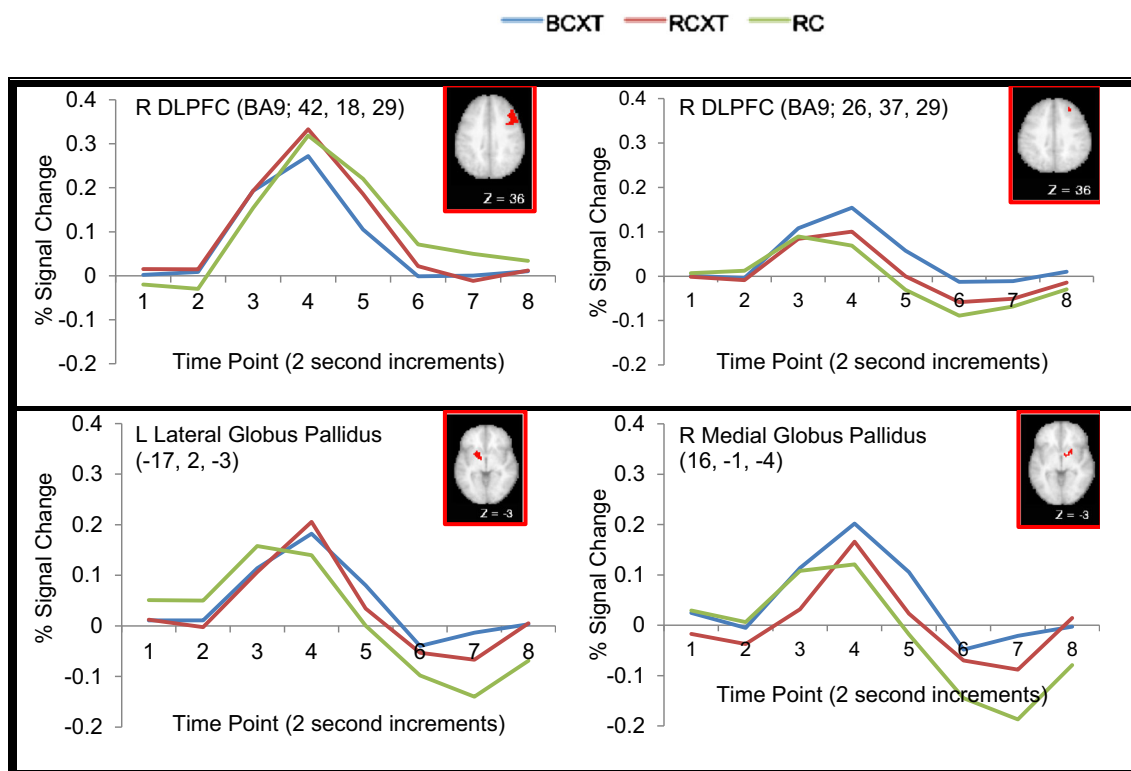 BCXT RCXT RC
R DLPFC (BA9; 42, 18, 29)
0.4
0.3
0.2
0.1
0
-0.1
-0.2
% Signal Change
1 2 3 4 5 6 7 8
Time Point (2 second increments)
Z = 36
R DLPFC (BA9; 26, 37, 29)
0.4
0.3
0.2
0.1
0
-0.1
-0.2
% Signal Change
1 2 3 4 5 6 7 8
Time Point (2 second increments)
Z = 36
L Lateral Globus Pallidus
(-17, 2, -3)
0.4
0.3
0.2
0.1
0
-0.1
-0.2
% Signal Change
1 2 3 4 5 6 7 8
Time Point (2 second increments)
Z = -3
R Medial Globus Pallidus
(16, -1, -4)
0.4
0.3
0.2
0.1
0
-0.1
-0.2
% Signal Change
1 2 3 4 5 6 7 8
Time Point (2 second increments)
Z = -3